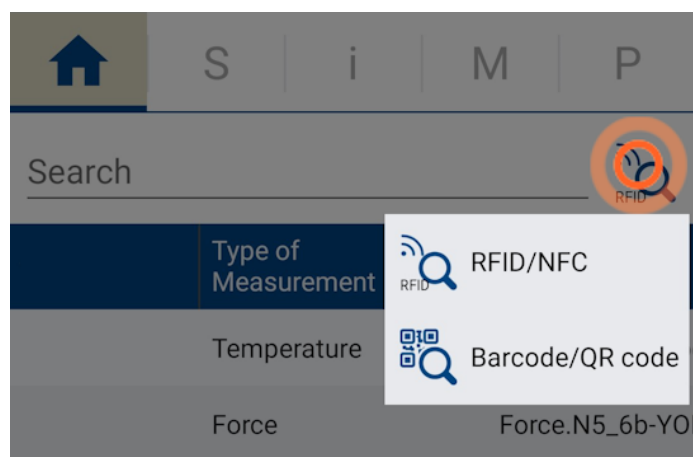 S i M P
Search
RFID
Type of
Measurement
RFID
RFID/NFC
Temperature
Barcode/QR code
Force
Force.N5_6b-YO